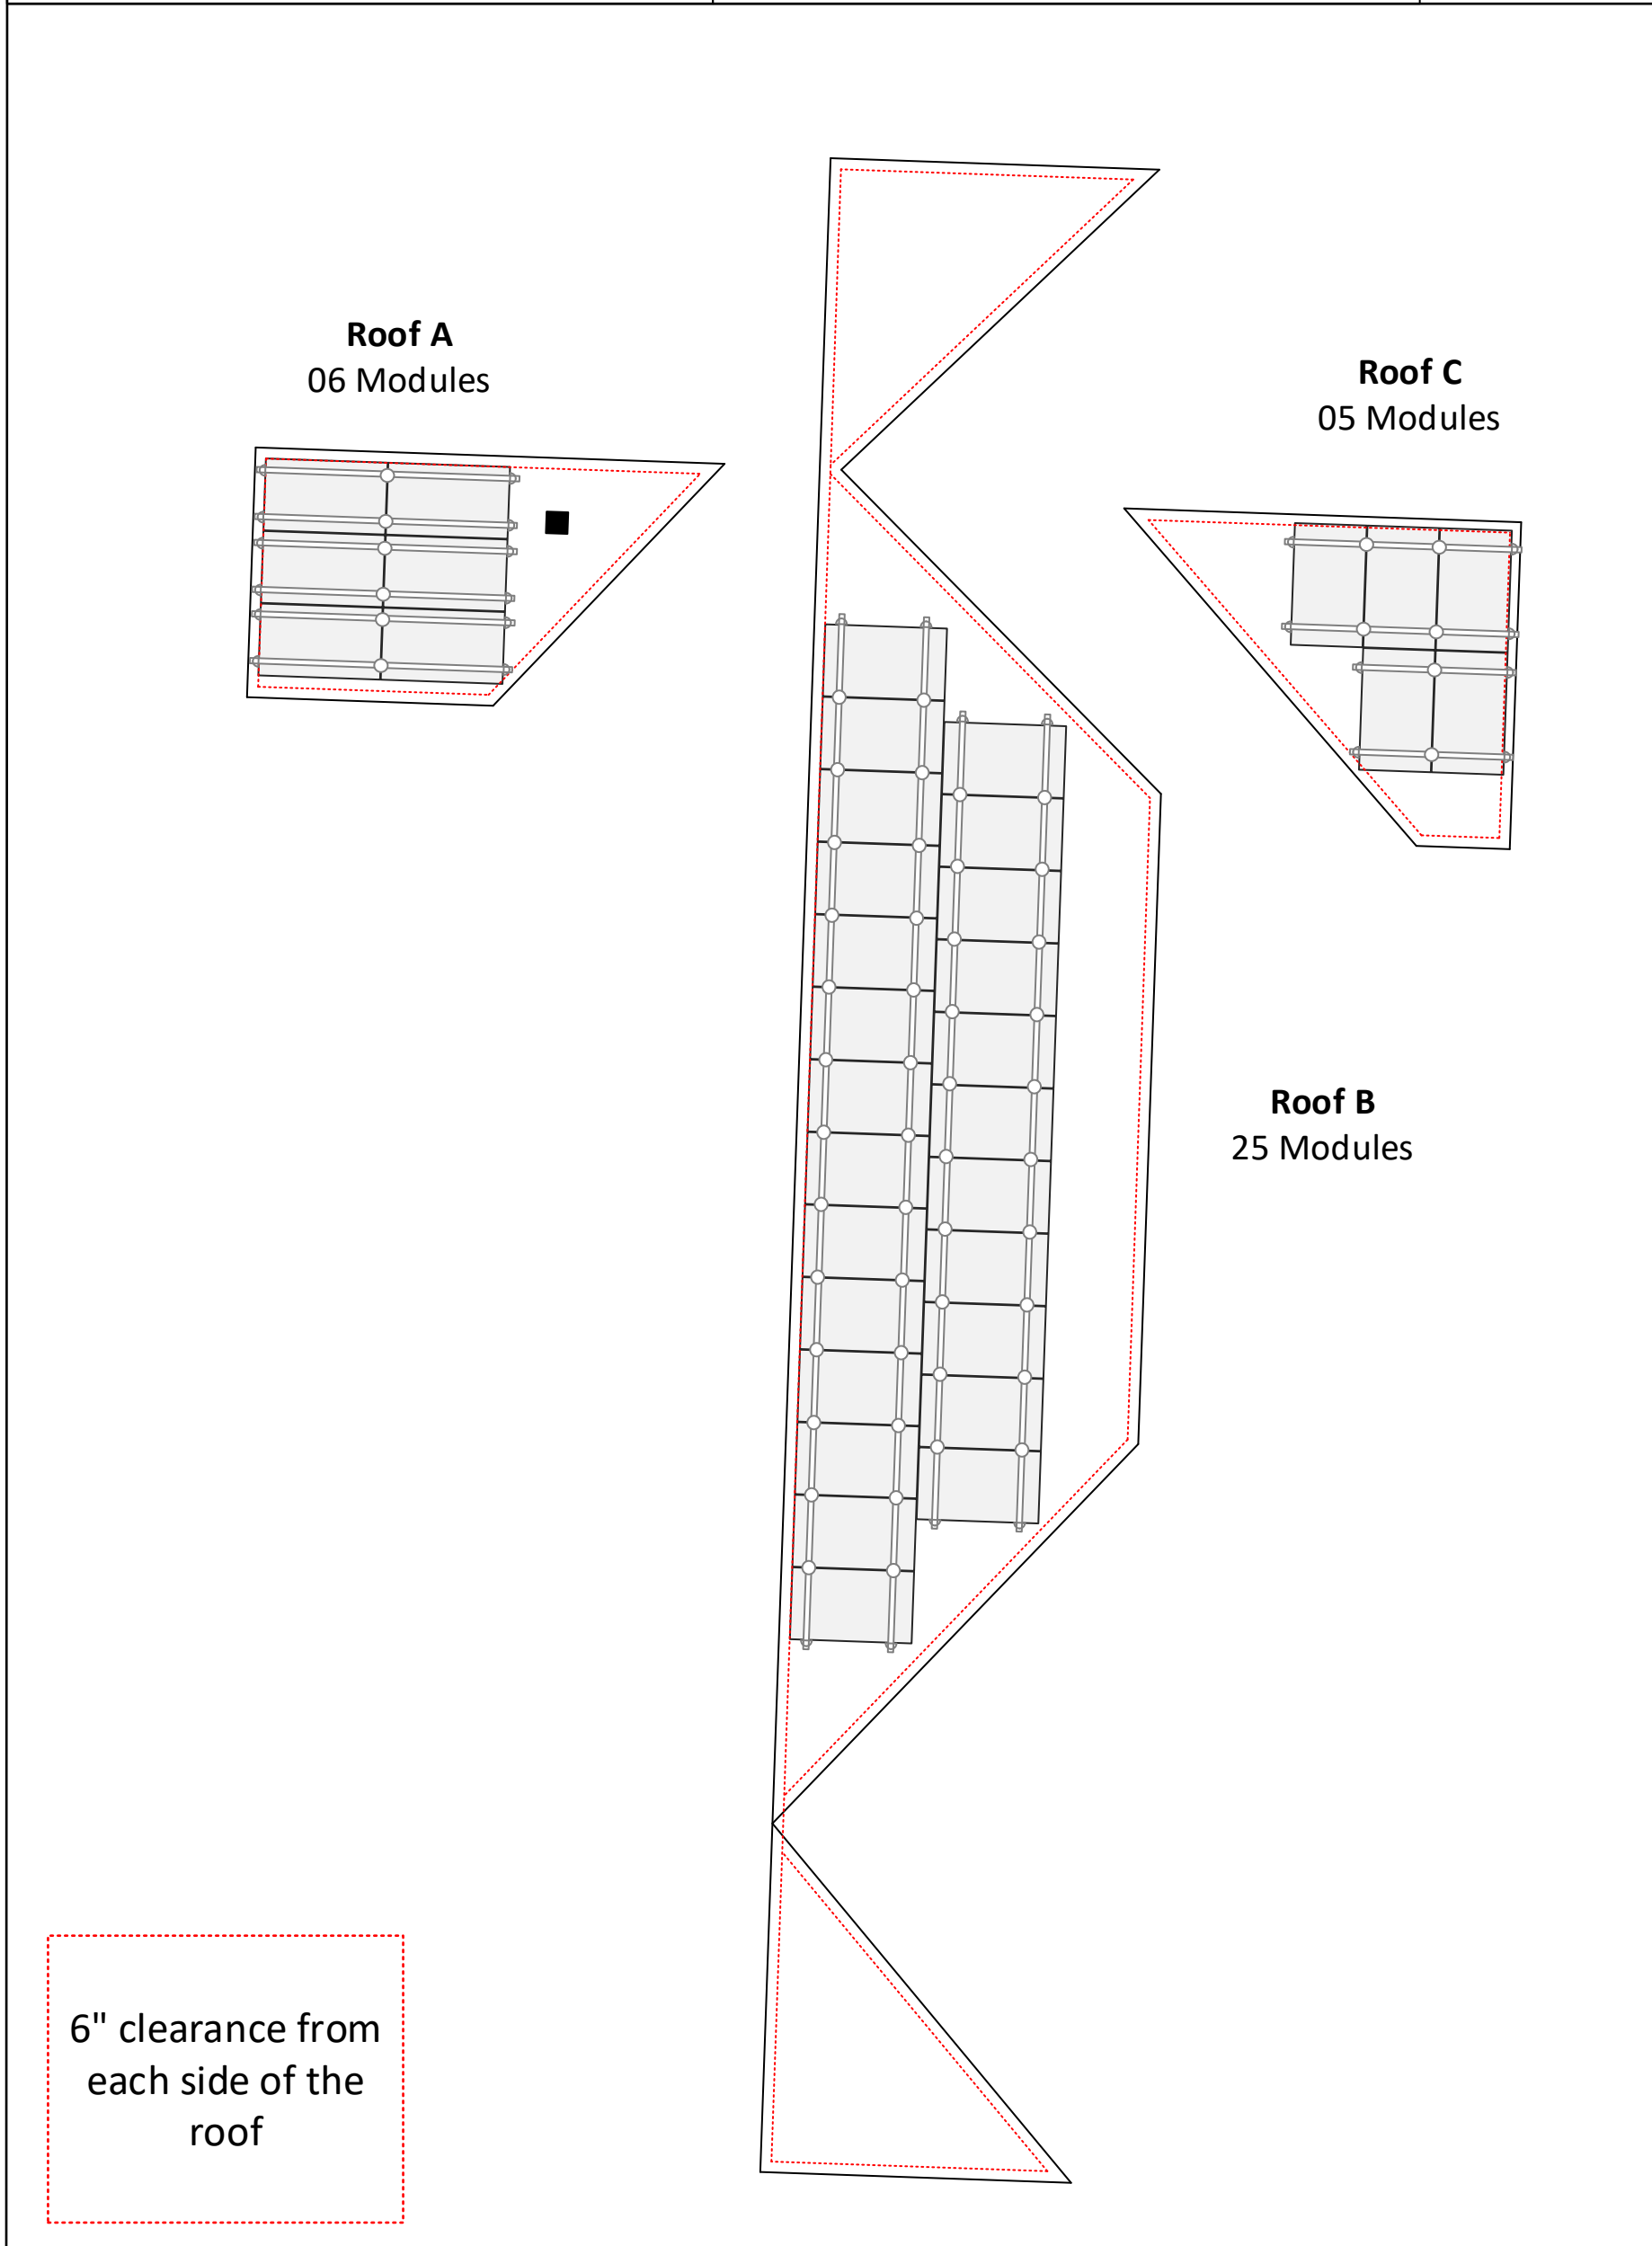 Roof A
06 Modules
Roof C
05 Modules
Roof B
25 Modules
6" clearance from
each side of the
roof